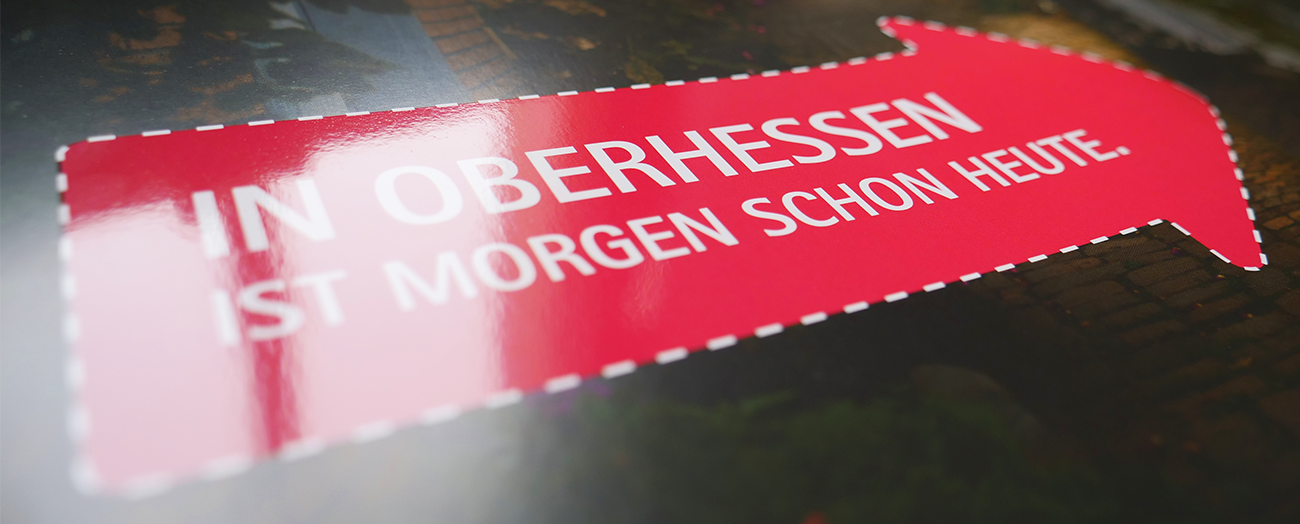 IN OBERHESSEN
IST MORGEN SCHON HEUTE.